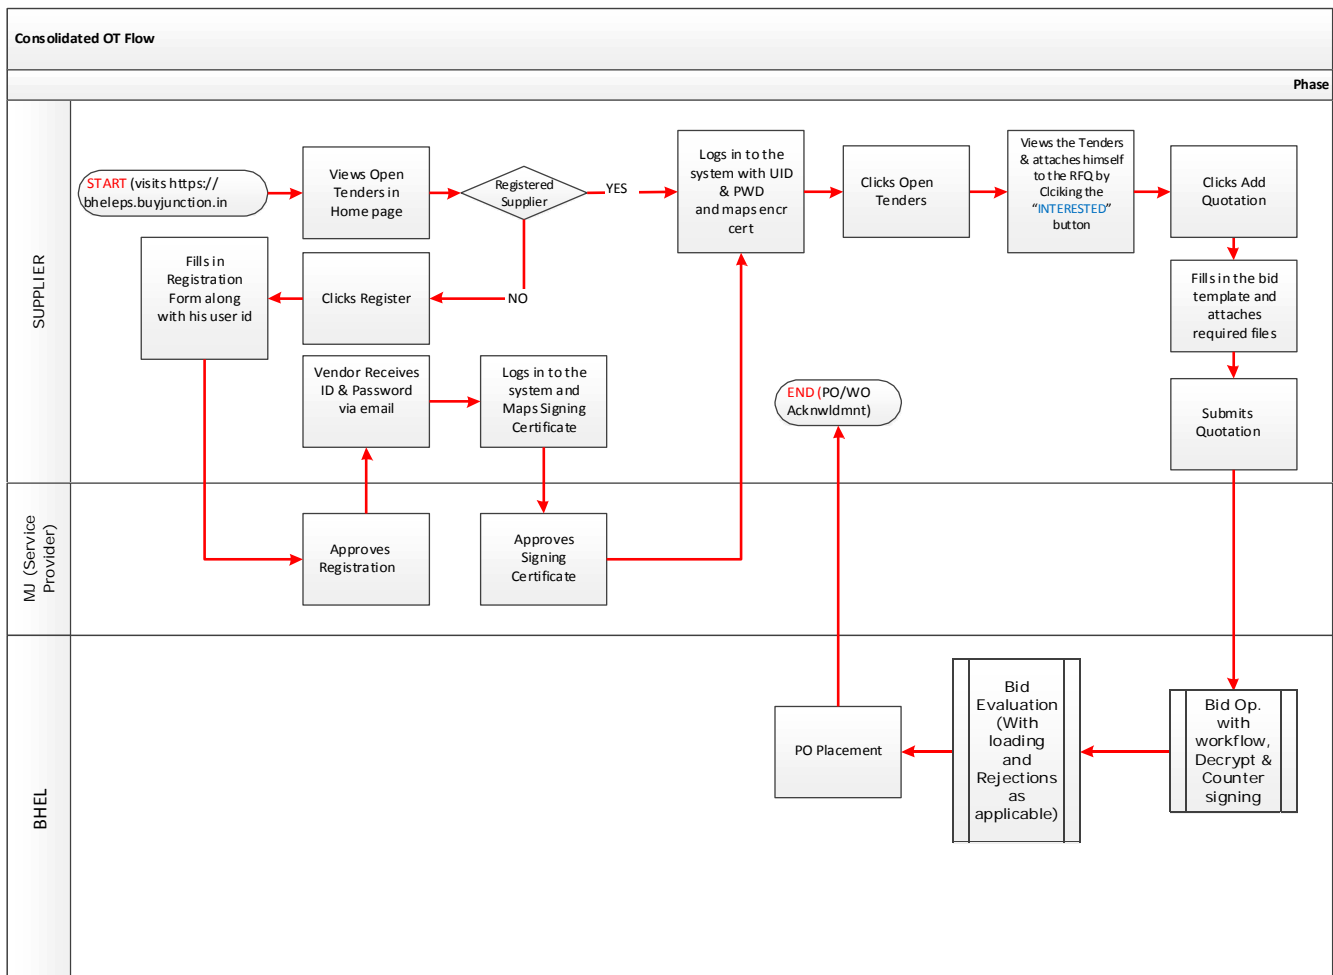 Consolidated OT Flow
Phase
SUPPLIER
START (visits https://
bheleps.buyjunction.in
Views Open
Tenders in
Home page
Registered
Supplier
YES
NO
Logs in to the
system with UID
& PWD
and maps encr
cert
Clicks Open
Tenders
Views the Tenders
& attaches himself
to the RFQ by
Clciking the
“INTERESTED”
button
Clicks Add
Quotation
Fills in
Registration
Form along
with his user id
Clicks Register
Fills in the bid
template and
attaches
required files
Vendor Receives
ID & Password
via email
Logs in to the
system and
Maps Signing
Certificate
END (PO/WO
Acknwldmnt)
Submits
Quotation
MJ (Service
Provider)
Approves
Registration
Approves
Signing
Certificate
BHEL
PO Placement
Bid
Evaluation
(With
loading
and
Rejections
as
applicable)
Bid Op.
with
workflow,
Decrypt &
Counter
signing